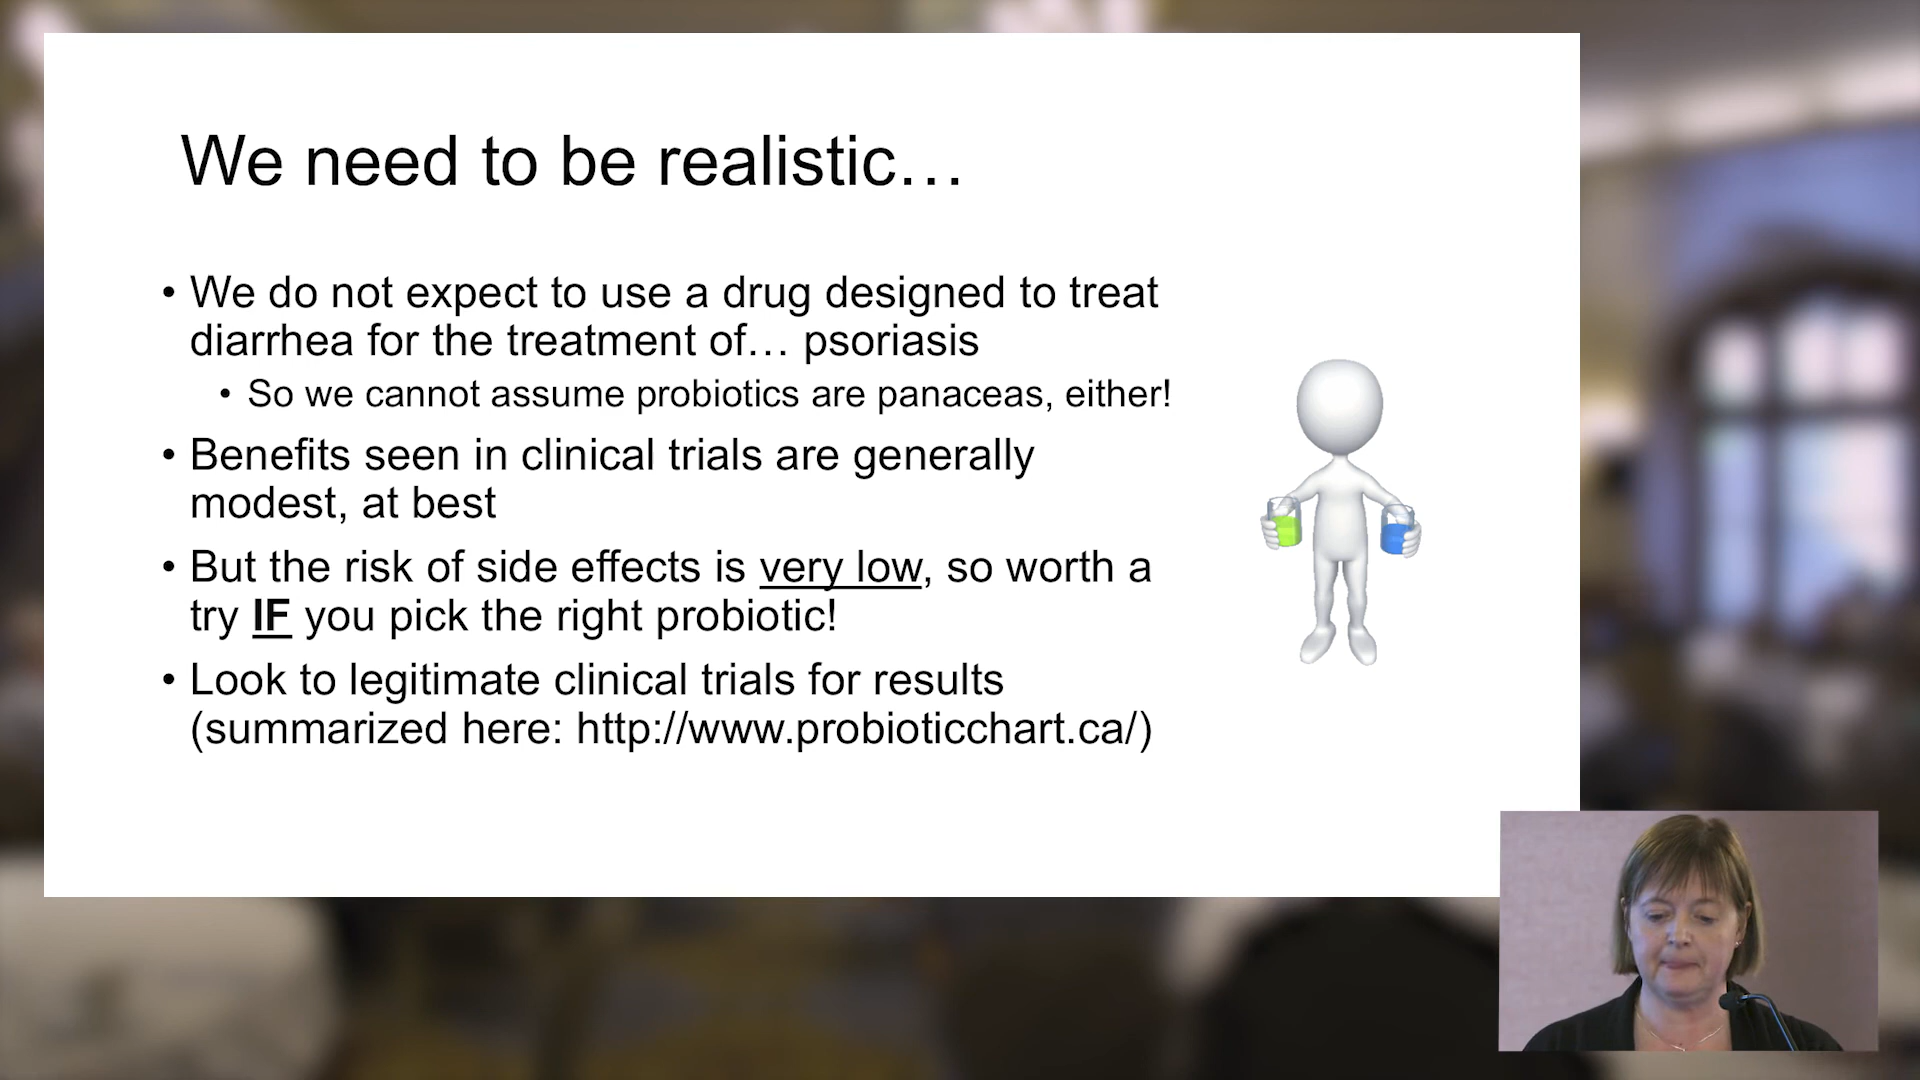 We need to be realistic…
• We do not expect to use a drug designed to treat
diarrhea for the treatment of… psoriasis
• So we cannot assume probiotics are panaceas, either!
• Benefits seen in clinical trials are generally
modest, at best
• But the risk of side effects is very low, so worth a
try IF you pick the right probiotic!
• Look to legitimate clinical trials for results
(summarized here: http://www.probioticchart.ca/)